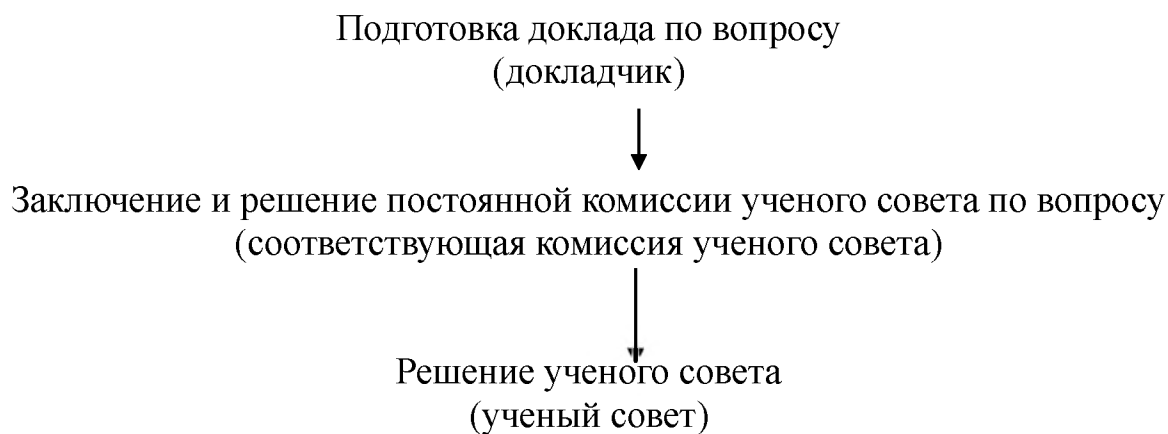 Подготовка доклада по вопросу
(докладчик)
Заключение и решение постоянной комиссии ученого совета по вопросу
(соответствующая комиссия ученого совета)
Решение ученого совета
(ученый совет)